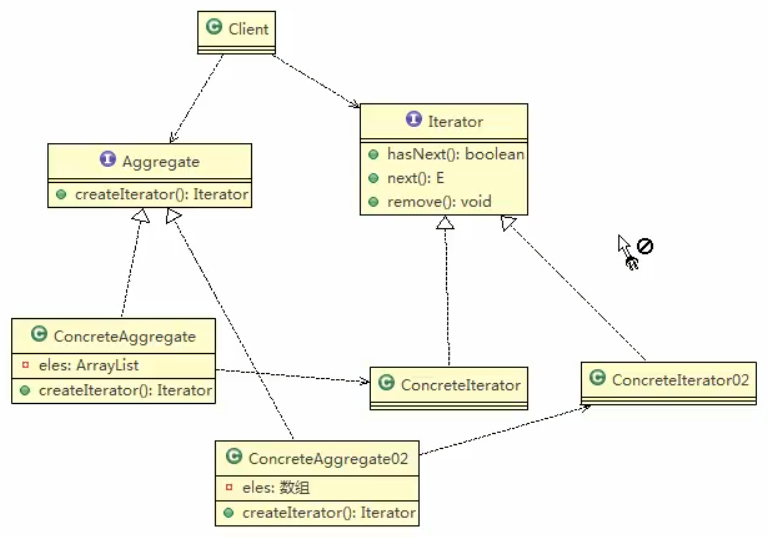 C Client
I Iterator
hasNext(): boolean
next(): E
remove(): void
I Aggregate
createIterator(): Iterator
C ConcreteAggregate
eles: ArrayList
createIterator(): Iterator
C ConcreteIterator
C ConcreteIterator02
C ConcreteAggregate02
eles: 数组
createIterator(): Iterator